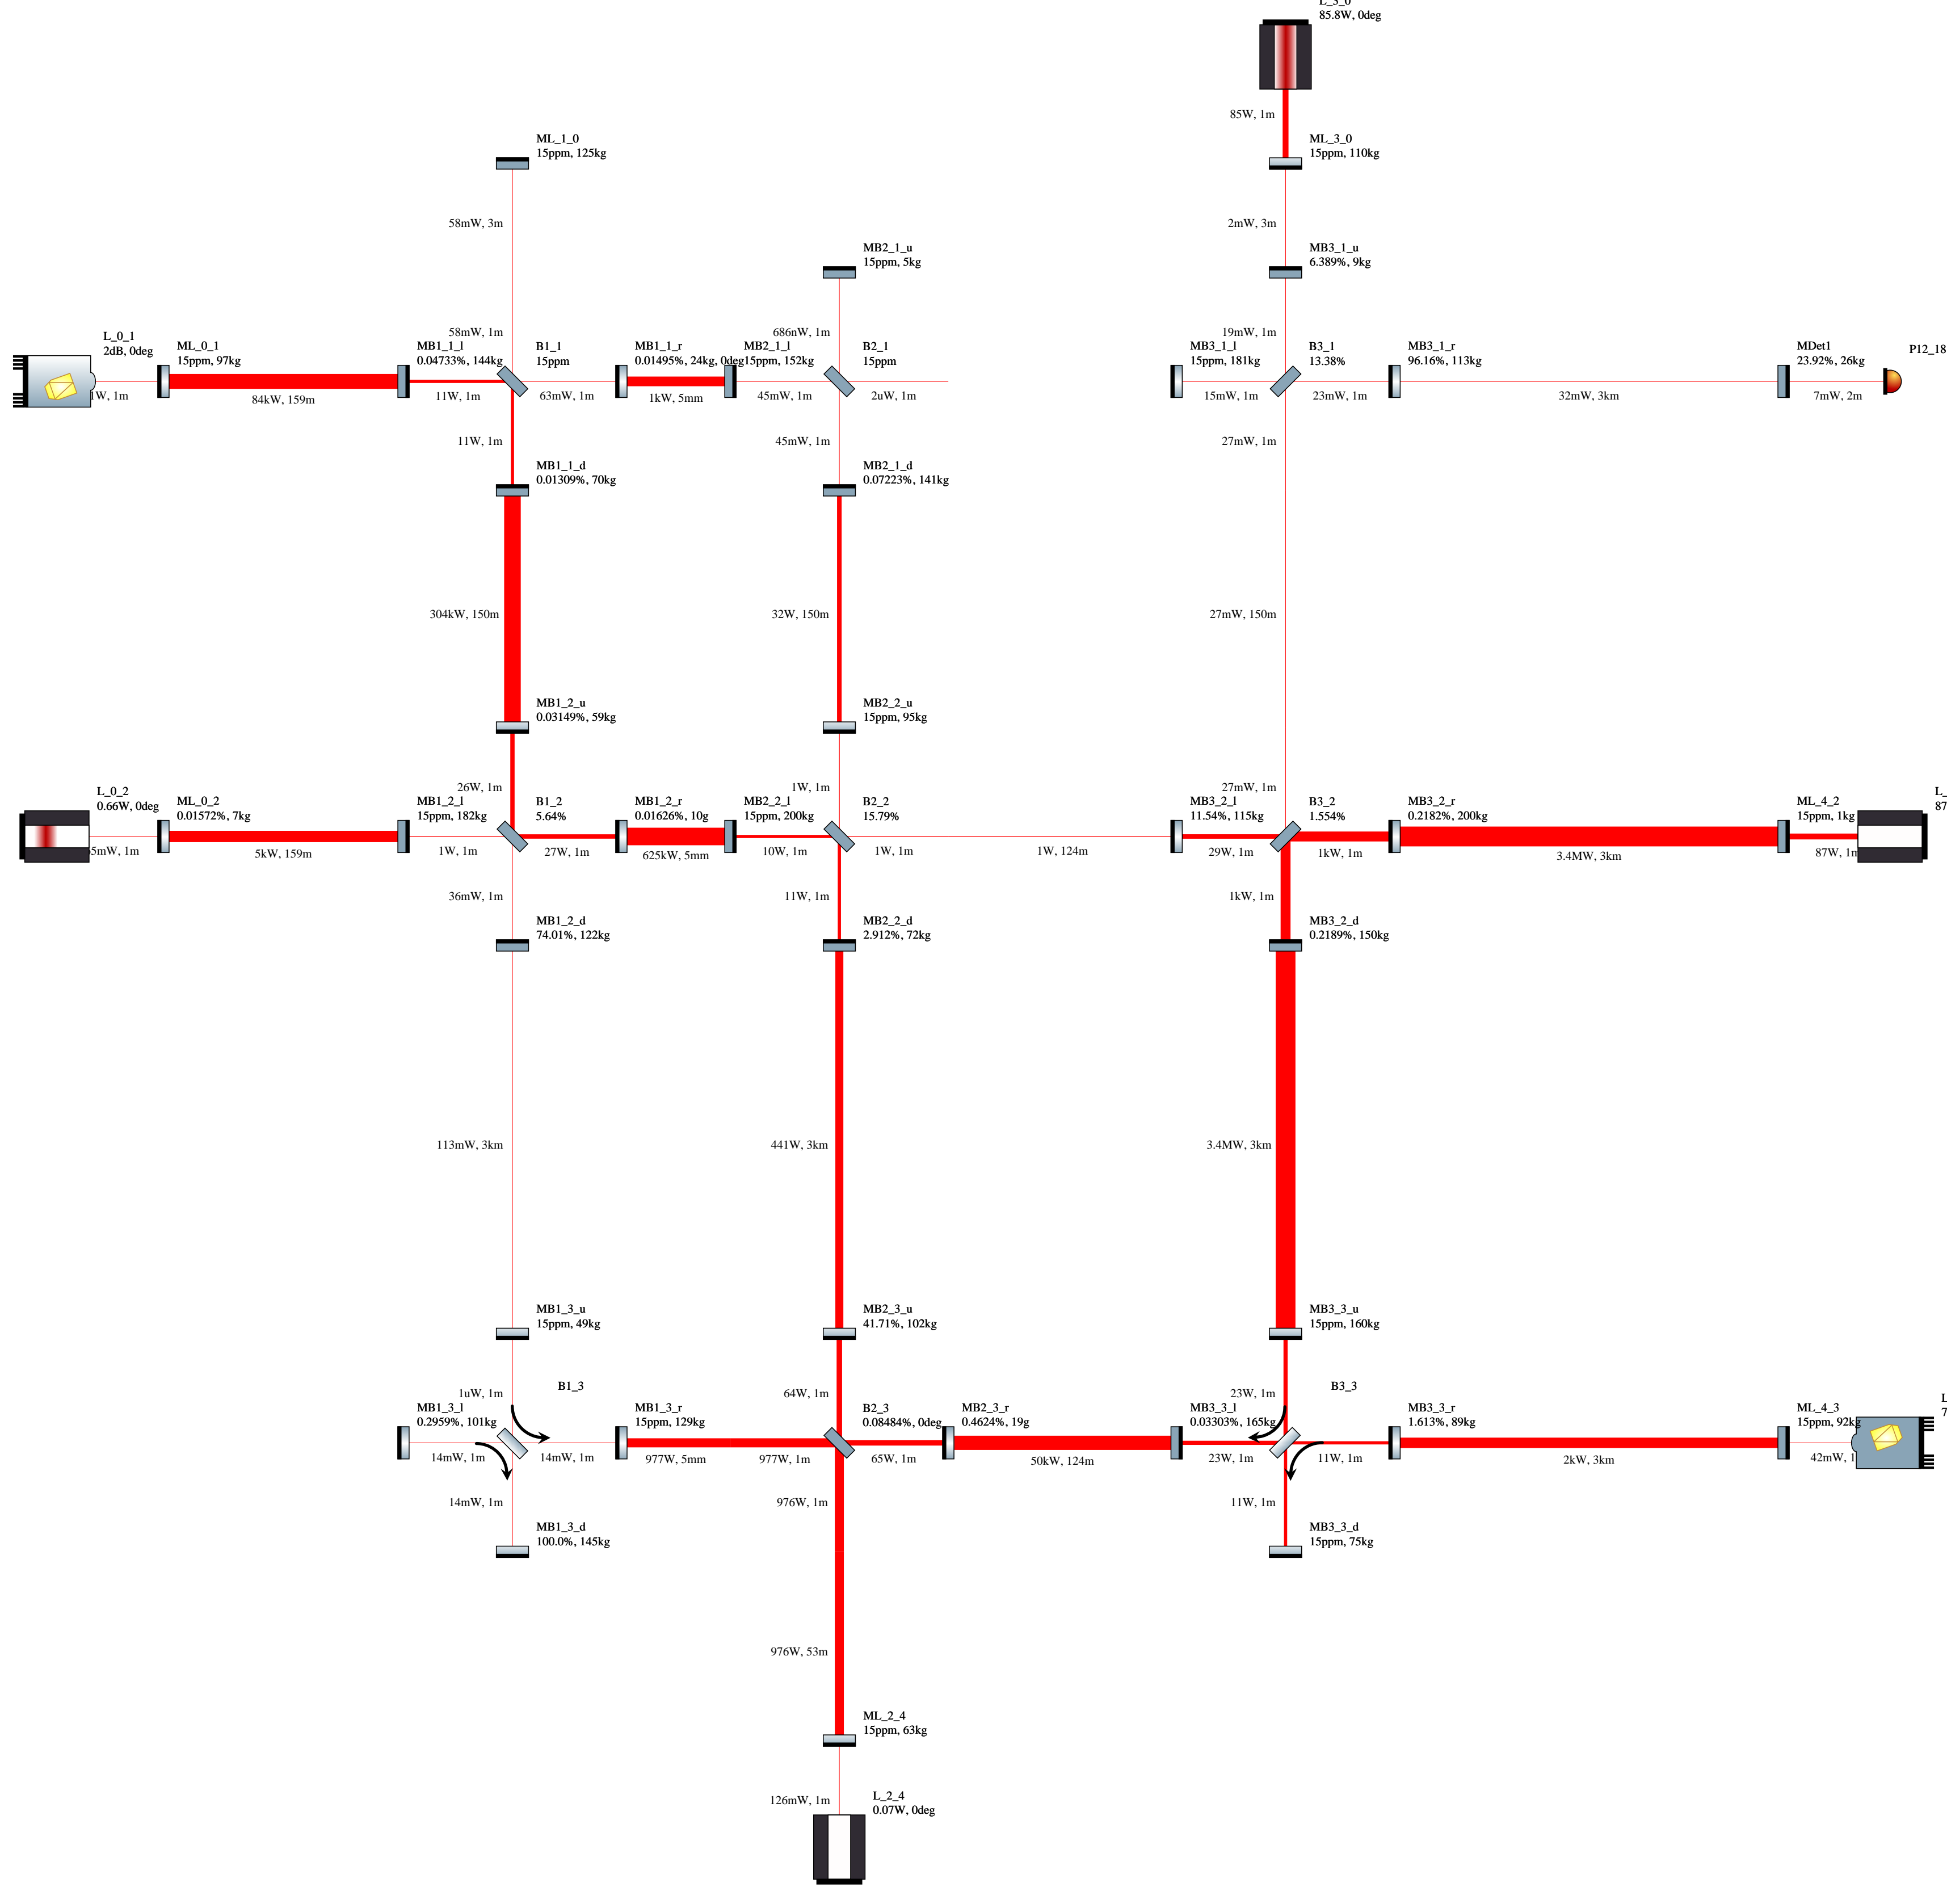 L_3_0
85.8W, 0deg
85W, 1m
ML_1_0
15ppm, 125kg
ML_3_0
15ppm, 110kg
58mW, 3m
2mW, 3m
MB2_1_u
15ppm, 5kg
MB3_1_u
6.389%, 9kg
58mW, 1m
686nW, 1m
19mW, 1m
L_0_1
2dB, 0deg
ML_0_1
15ppm, 97kg
MB1_1_l
0.04733%, 144kg
B1_1
15ppm
MB1_1_r
0.01495%, 24kg, 0deg
MB2_1_l
15ppm, 152kg
B2_1
15ppm
MB3_1_l
15ppm, 181kg
B3_1
13.38%
MB3_1_r
96.16%, 113kg
MDet1
23.92%, 26kg
P12_18
1W, 1m
84kW, 159m
11W, 1m
63mW, 1m
1kW, 5mm
45mW, 1m
2uW, 1m
15mW, 1m
23mW, 1m
32mW, 3km
7mW, 2m
11W, 1m
45mW, 1m
27mW, 1m
MB1_1_d
0.01309%, 70kg
MB2_1_d
0.07223%, 141kg
304kW, 150m
32W, 150m
27mW, 150m
MB1_2_u
0.03149%, 59kg
MB2_2_u
15ppm, 95kg
26W, 1m
1W, 1m
27mW, 1m
L_0_2
0.66W, 0deg
ML_0_2
0.01572%, 7kg
MB1_2_l
15ppm, 182kg
B1_2
5.64%
MB1_2_r
0.01626%, 10g
MB2_2_l
15ppm, 200kg
B2_2
15.79%
MB3_2_l
11.54%, 115kg
B3_2
1.554%
MB3_2_r
0.2182%, 200kg
ML_4_2
15ppm, 1kg
L_
87
5mW, 1m
5kW, 159m
1W, 1m
27W, 1m
625kW, 5mm
10W, 1m
1W, 1m
1W, 124m
29W, 1m
1kW, 1m
3.4MW, 3km
87W, 1m
36mW, 1m
11W, 1m
1kW, 1m
MB1_2_d
74.01%, 122kg
MB2_2_d
2.912%, 72kg
MB3_2_d
0.2189%, 150kg
113mW, 3km
441W, 3km
3.4MW, 3km
MB1_3_u
15ppm, 49kg
MB2_3_u
41.71%, 102kg
MB3_3_u
15ppm, 160kg
1uW, 1m
B1_3
64W, 1m
23W, 1m
B3_3
MB1_3_l
0.2959%, 101kg
MB1_3_r
15ppm, 129kg
B2_3
0.08484%, 0deg
MB2_3_r
0.4624%, 19g
MB3_3_l
0.03303%, 165kg
MB3_3_r
1.613%, 89kg
ML_4_3
15ppm, 92kg
L
7
14mW, 1m
14mW, 1m
977W, 5mm
977W, 1m
65W, 1m
50kW, 124m
23W, 1m
11W, 1m
2kW, 3km
42mW, 1
14mW, 1m
976W, 1m
11W, 1m
MB1_3_d
100.0%, 145kg
MB3_3_d
15ppm, 75kg
976W, 53m
ML_2_4
15ppm, 63kg
126mW, 1m
L_2_4
0.07W, 0deg